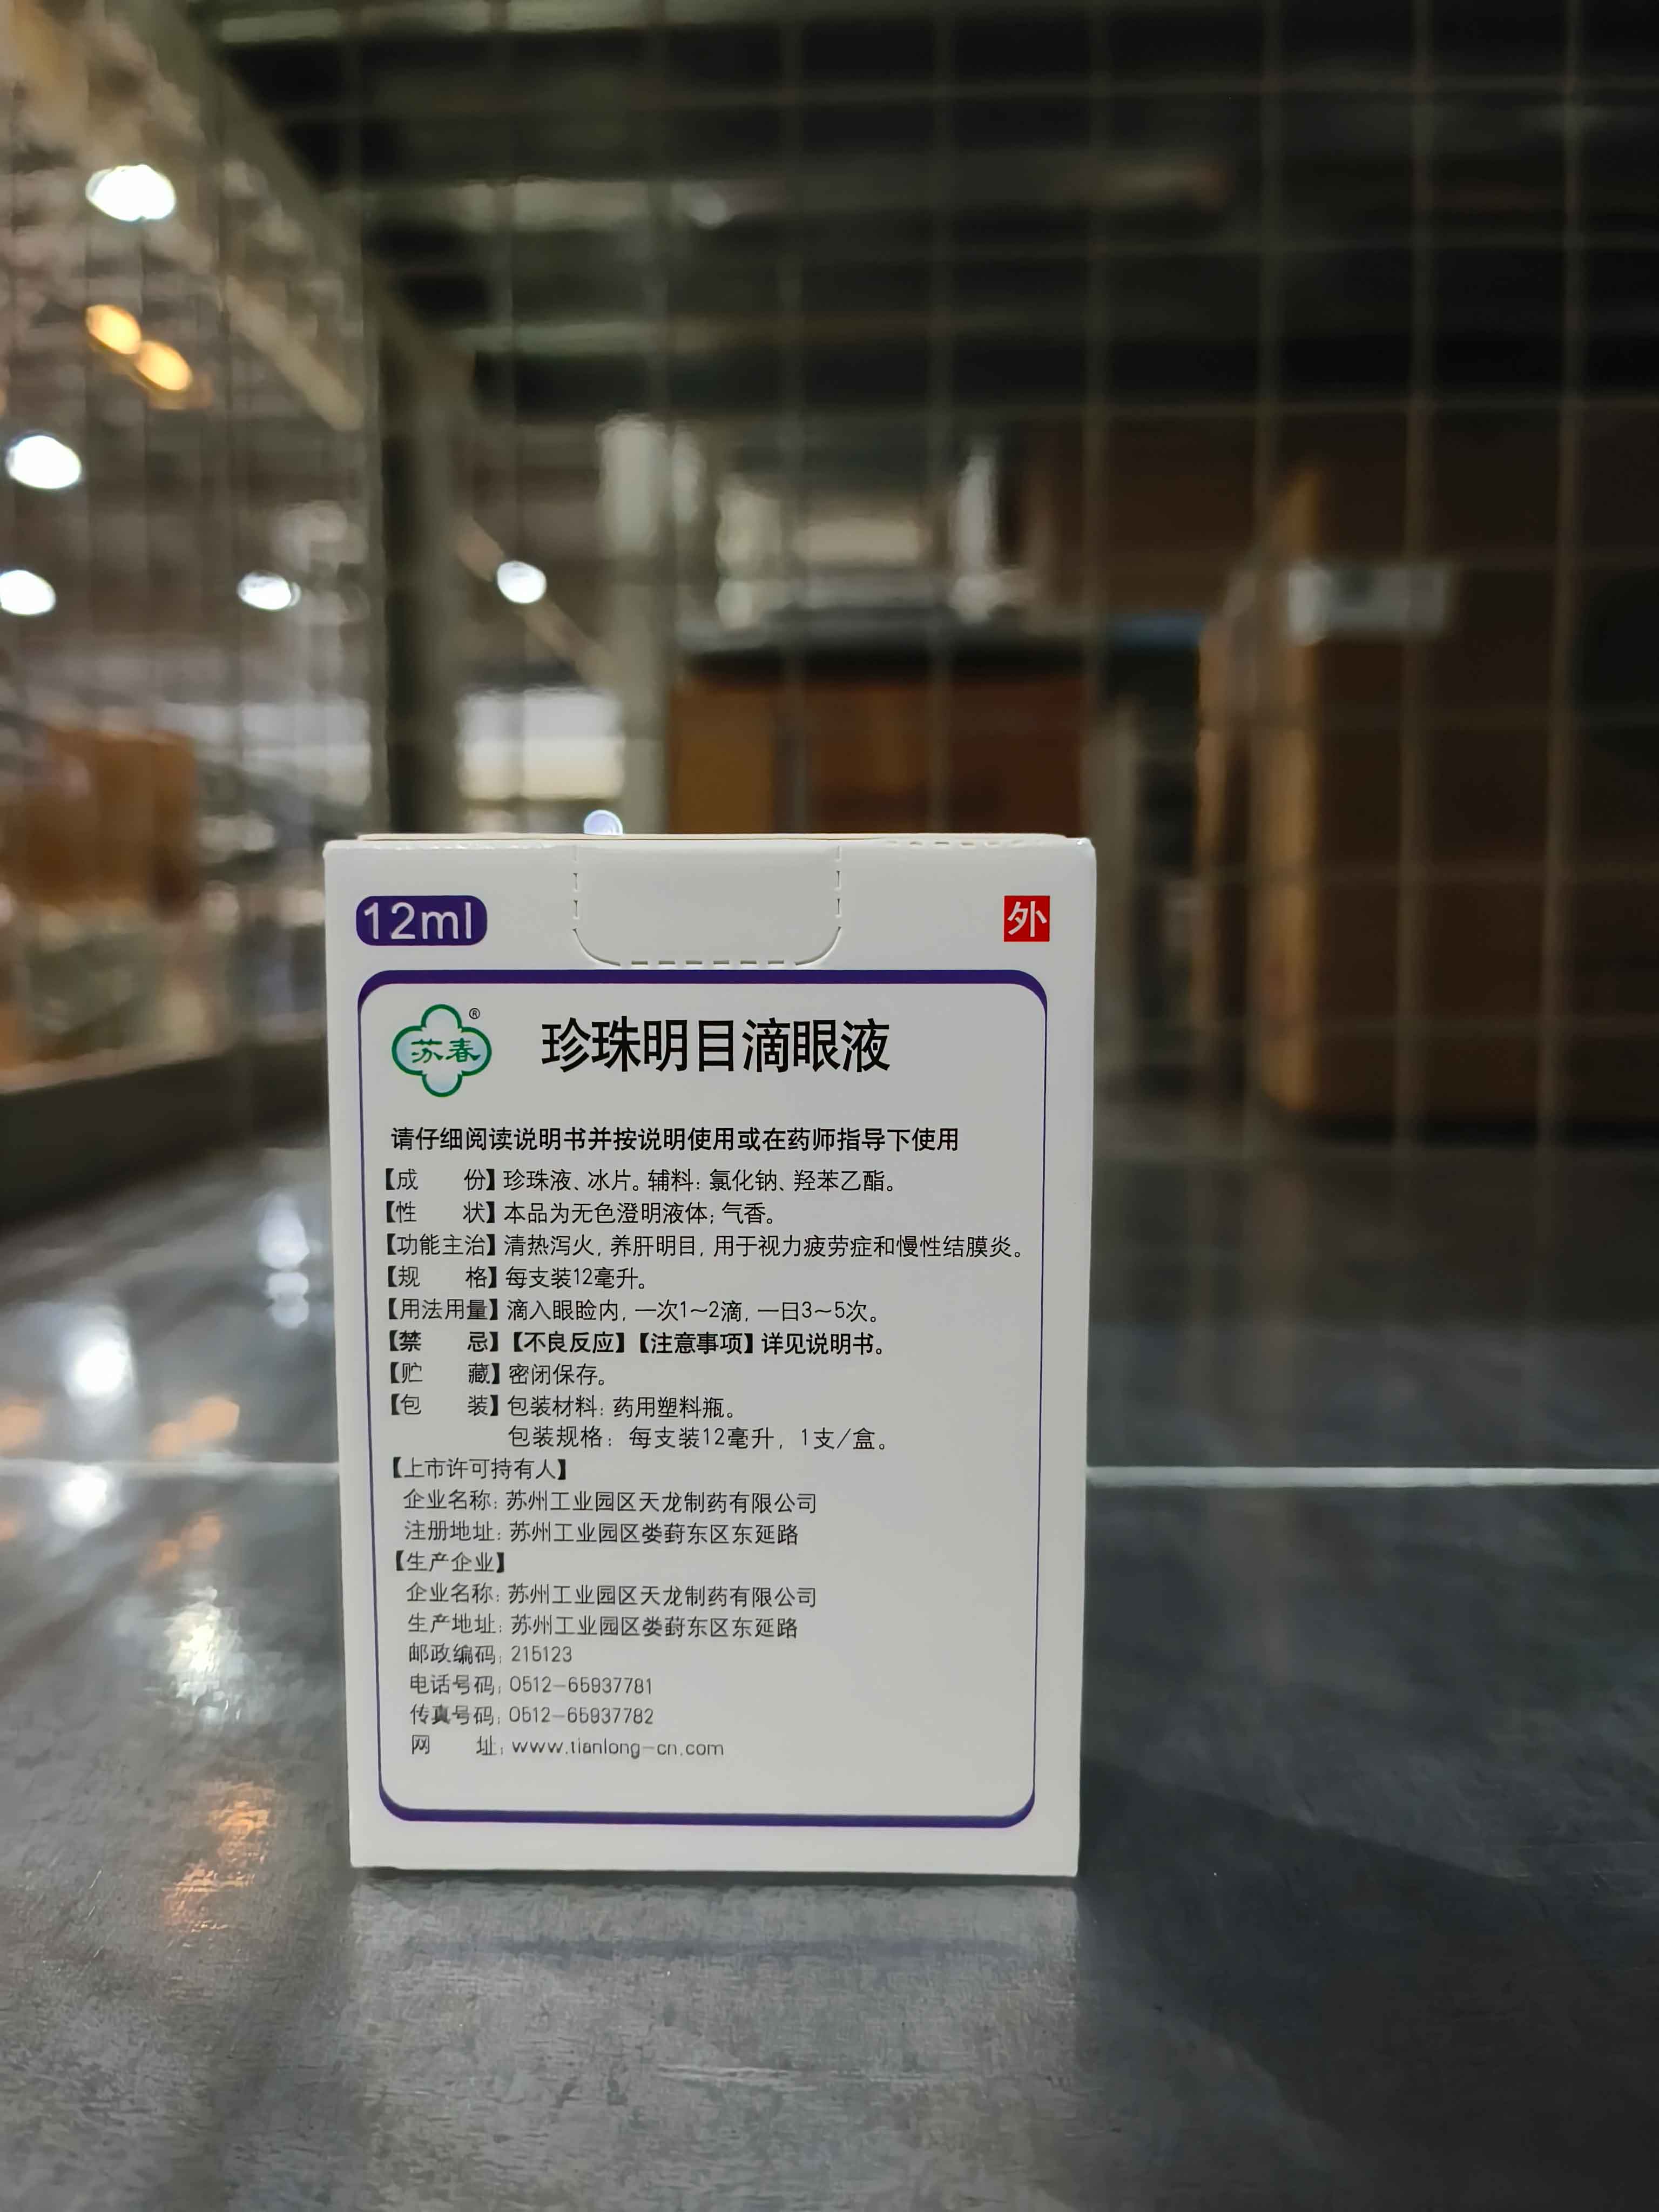 12ml
外
苏春®
珍珠明目滴眼液
请仔细阅读说明书并按说明使用或在药师指导下使用
【成 份】珍珠液、冰片。辅料：氯化钠、羟苯乙酯。
【性 状】本品为无色澄明液体；气香。
【功能主治】清热泻火，养肝明目，用于视力疲劳症和慢性结膜炎。
【规 格】每支装12毫升。
【用法用量】滴入眼睑内，一次1~2滴，一日3~5次。
【禁 忌】【不良反应】【注意事项】详见说明书。
【贮 藏】密闭保存。
【包 装】包装材料：药用塑料瓶。
包装规格：每支装12毫升，1支/盒。
【上市许可持有人】
企业名称：苏州工业园区天龙制药有限公司
注册地址：苏州工业园区娄葑东区东延路
【生产企业】
企业名称：苏州工业园区天龙制药有限公司
生产地址：苏州工业园区娄葑东区东延路
邮政编码：215123
电话号码：0512-65937781
传真号码：0512-65937782
网 址：www.tianlong-cn.com